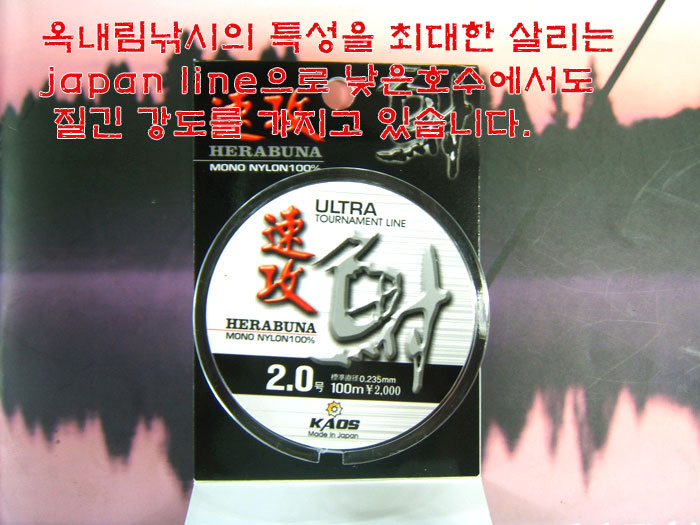 옥내림낚시의 특성을 최대한 살리는
japan line으로 낮은호수에서도
질긴 강도를 가지고 있습니다.
速攻
HERABUNA
MONO NYLON100%
ULTRA
TOURNAMENT LINE
速攻
HERABUNA
MONO NYLON100%
2.0号
標準直径0.235mm
100m￥2,000
KAOS
Made in Japan